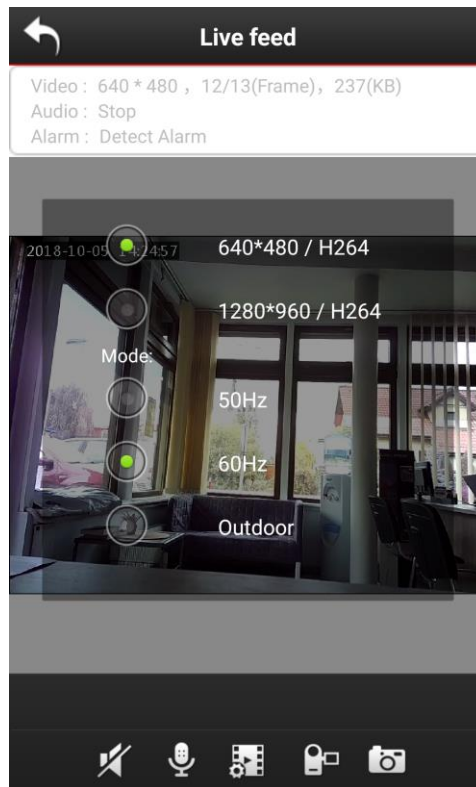 Live feed
Video : 640 * 480 , 12/13(Frame), 237(KB)
Audio : Stop
Alarm : Detect Alarm
2018-10-05 14:24:57
640*480 / H264
1280*960 / H264
Mode:
50Hz
60Hz
Outdoor